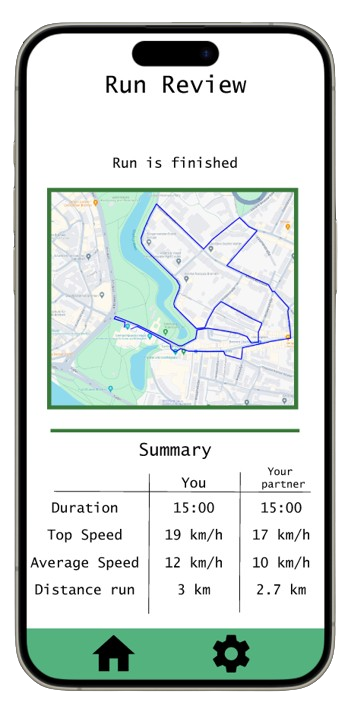 Run Review
Run is finished
Summary
You Your partner
Duration 15:00 15:00
Top Speed 19 km/h 17 km/h
Average Speed 12 km/h 10 km/h
Distance run 3 km 2.7 km